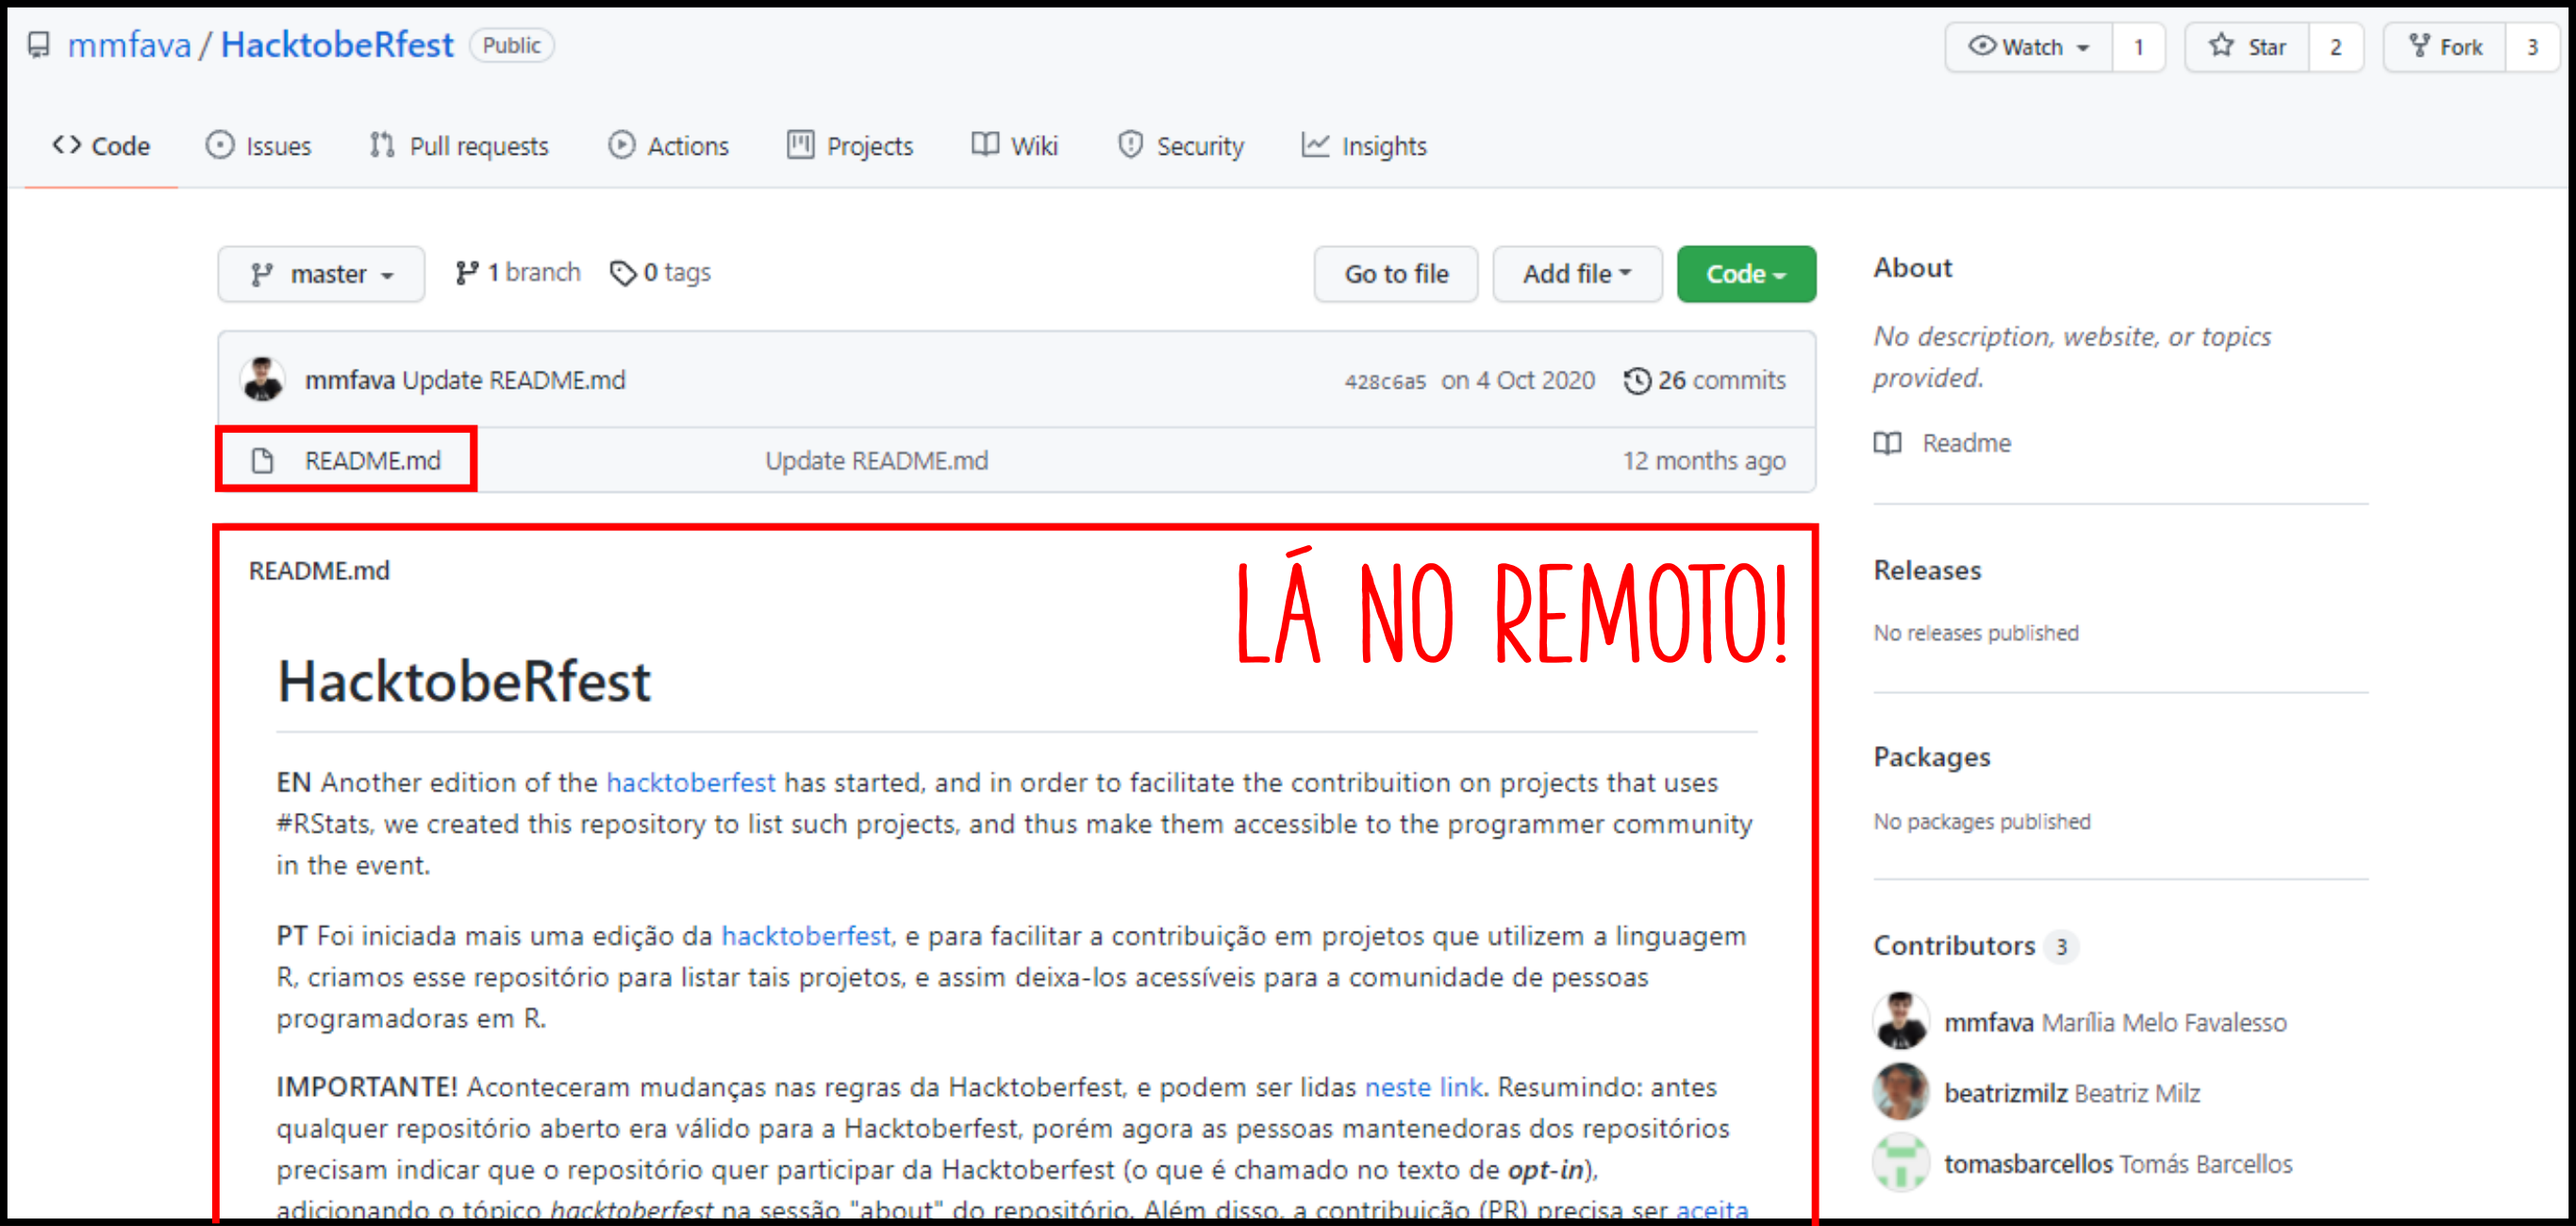 mmfava / HacktobeRfest Public
Watch 1 Star 2 Fork 3
Code Issues Pull requests Actions Projects Wiki Security Insights
master 1 branch 0 tags Go to file Add file Code
mmfava Update README.md 428c6a5 on 4 Oct 2020 26 commits
README.md Update README.md 12 months ago
README.md
LÁ NO REMOTO!
HacktobeRfest
EN Another edition of the hacktoberfest has started, and in order to facilitate the contribuition on projects that uses
#RStats, we created this repository to list such projects, and thus make them accessible to the programmer community
in the event.
PT Foi iniciada mais uma edição da hacktoberfest, e para facilitar a contribuição em projetos que utilizem a linguagem
R, criamos esse repositório para listar tais projetos, e assim deixa-los acessíveis para a comunidade de pessoas
programadoras em R.
IMPORTANTE! Aconteceram mudanças nas regras da Hacktoberfest, e podem ser lidas neste link. Resumindo: antes
qualquer repositório aberto era válido para a Hacktoberfest, porém agora as pessoas mantenedoras dos repositórios
precisam indicar que o repositório quer participar da Hacktoberfest (o que é chamado no texto de opt-in),
adicionando o tópico hacktoberfest na sessão "about" do repositório. Além disso, a contribuição (PR) precisa ser aceita
About
No description, website, or topics
provided.
Readme
Releases
No releases published
Packages
No packages published
Contributors 3
mmfava Marília Melo Favalesso
beatrizmilz Beatriz Milz
tomasbarcellos Tomás Barcellos